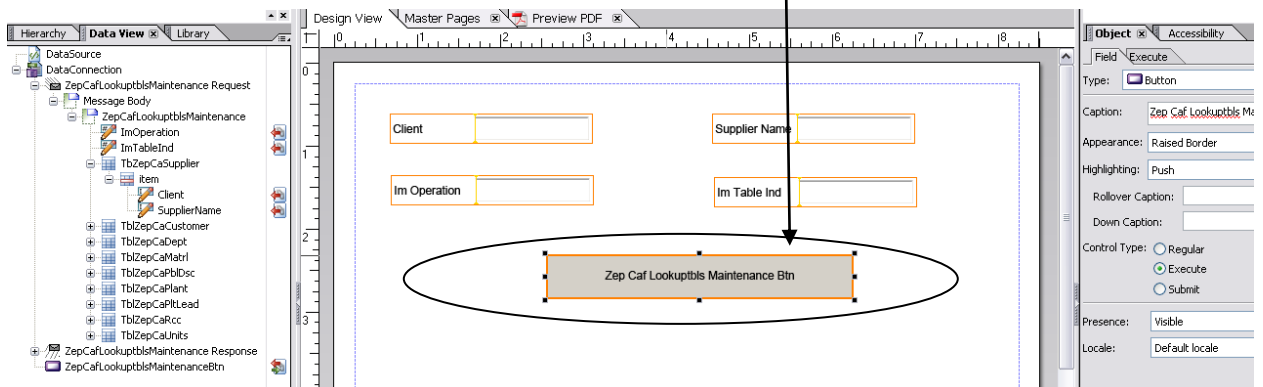 Hierarchy Data View Library
DataSource
DataConnection
ZepCafLookuptblsMaintenance Request
Message Body
ZepCafLookuptblsMaintenance
ImOperation
ImTableInd
TbZepCaSupplier
item
Client
SupplierName
TblZepCaCustomer
TblZepCaDept
TblZepCaMatrl
TblZepCaPblDsc
TblZepCaPlant
TblZepCaPltLead
TblZepCaRcc
TblZepCaUnits
ZepCafLookuptblsMaintenance Response
ZepCafLookuptblsMaintenanceBtn
Design View Master Pages Preview PDF
0 1 2 3 4 5 6 7 8
0
1
2
3
Client
Supplier Name
Im Operation
Im Table Ind
Zep Caf Lookuptbls Maintenance Btn
Object Accessibility
Field Execute
Type: Button
Caption: Zep Caf Lookuptbls Ma
Appearance: Raised Border
Highlighting: Push
Rollover Caption:
Down Caption:
Control Type: Regular
Execute
Submit
Presence: Visible
Locale: Default locale